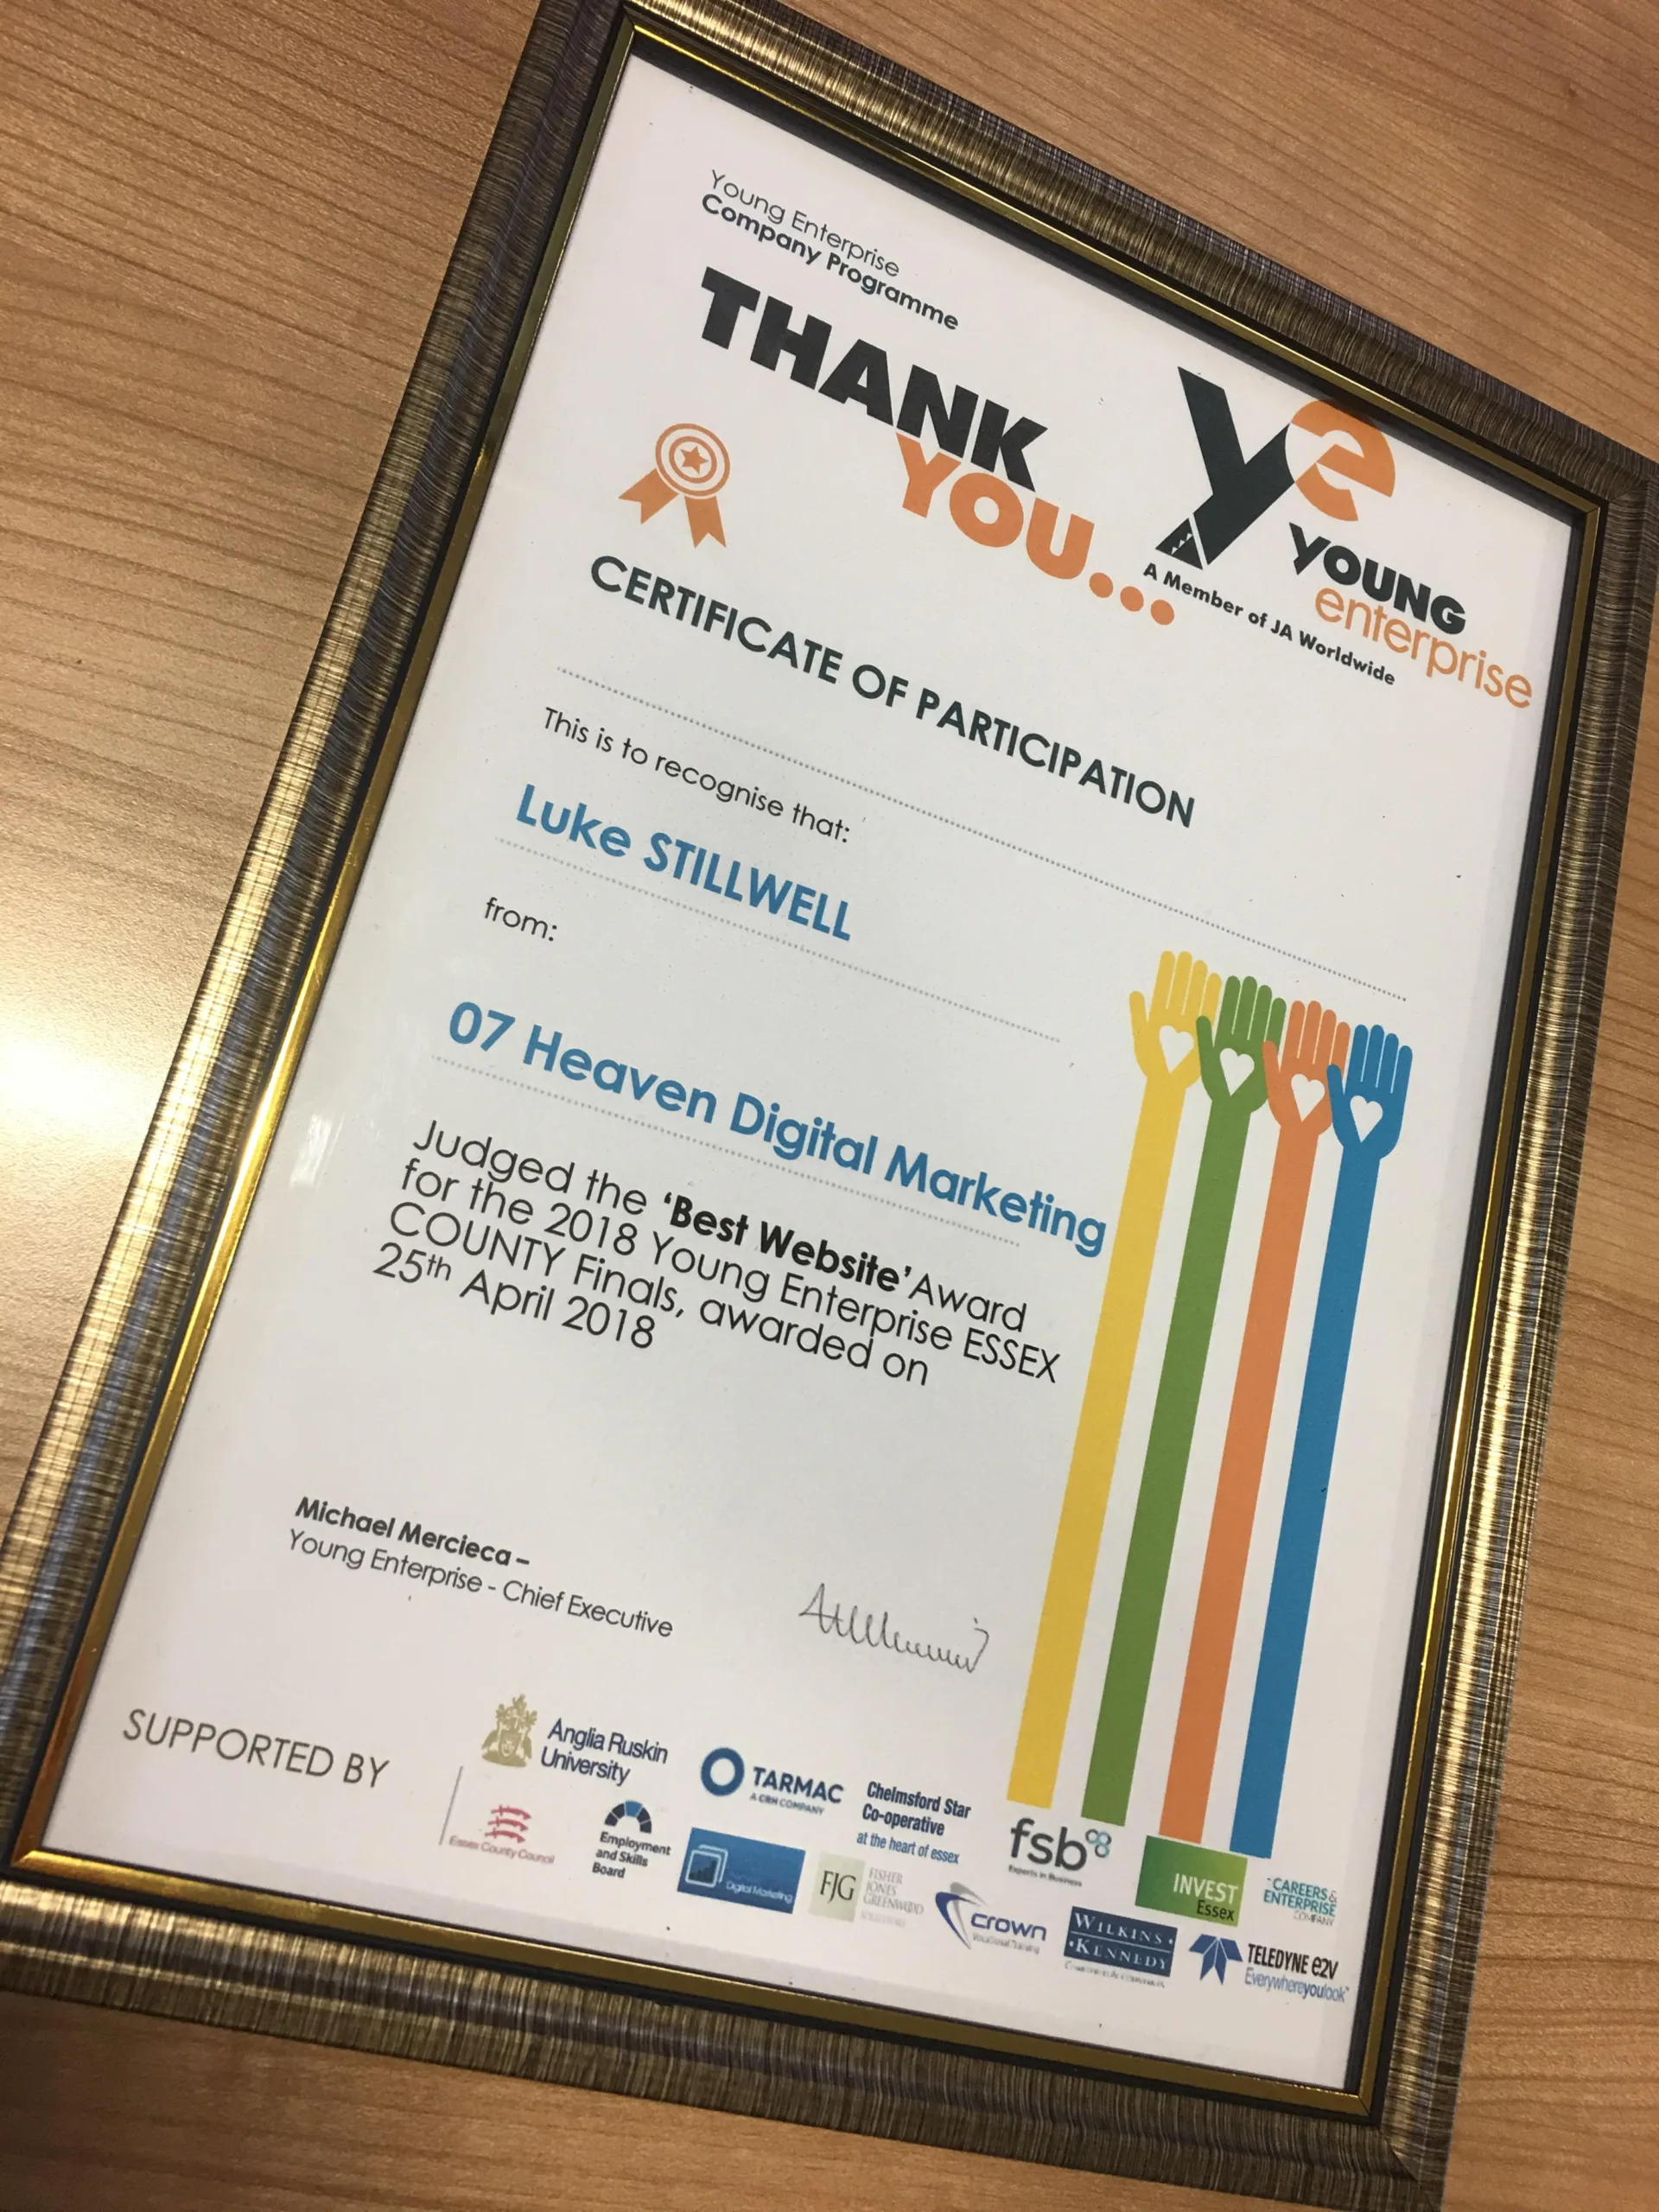 Young Enterprise
Company Programme
THANK
YOU...
Ye
YOUNG
enterprise
A Member of JA Worldwide
CERTIFICATE OF PARTICIPATION
This is to recognise that:
Luke STILLWELL
from:
07 Heaven Digital Marketing
Judged the ‘Best Website’ Award
for the 2018 Young Enterprise ESSEX
COUNTY Finals, awarded on
25th April 2018
Michael Mercieca –
Young Enterprise - Chief Executive
SUPPORTED BY
Anglia Ruskin
University
TARMAC
A CRH COMPANY
Chelmsford Star
Co-operative
at the heart of essex
fsb
Experts in Business
INVEST
Essex
CAREERS &
ENTERPRISE
COMPANY
Essex County Council
Employment
and Skills
Board
Digital Marketing
FJG
FISHER
JONES
GREENWOOD
SOLICITORS
crown
Vocational Training
WILKINS
KENNEDY
TELEDYNE e2v
Everywhereyoulook™